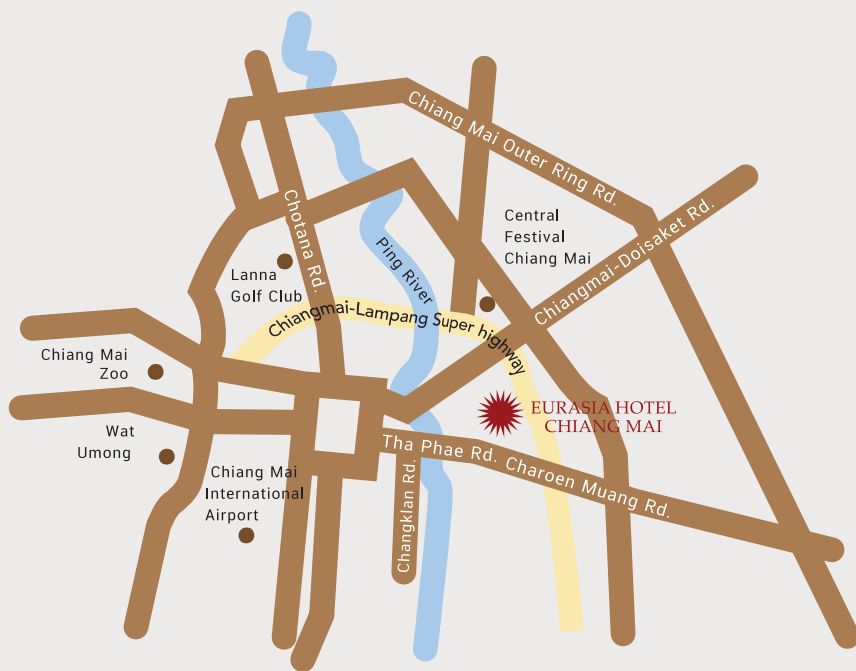 Chiang Mai Outer Ring Rd.
Chotana Rd.
Central
Festival
Chiang Mai
Chiangmai-Doisaket Rd.
Ping River
Lanna
Golf Club
Chiangmai-Lampang Super highway
Chiang Mai
Zoo
EURASIA HOTEL
CHIANG MAI
Wat
Umong
Tha Phae Rd. Charoen Muang Rd.
Chiang Mai
International
Airport
Changklan Rd.